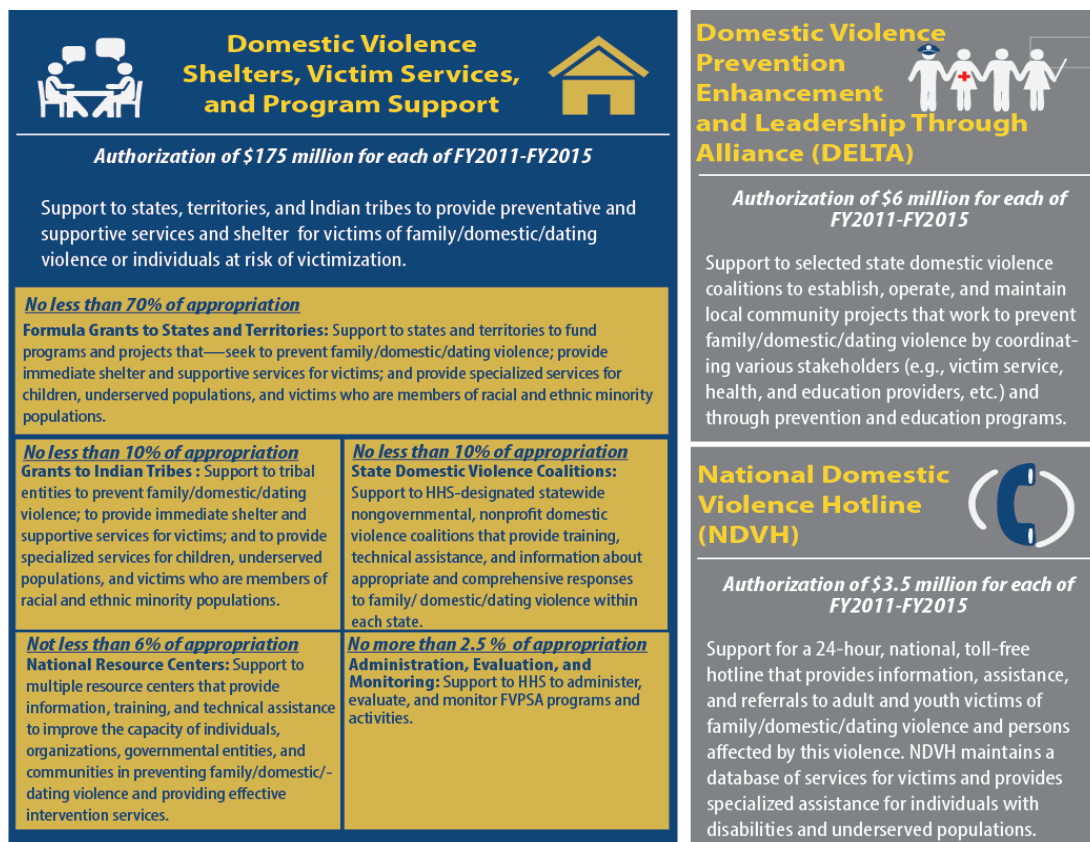 Domestic Violence
Shelters, Victim Services,
and Program Support
Authorization of $175 million for each of FY2011-FY2015
Support to states, territories, and Indian tribes to provide preventative and
supportive services and shelter for victims of family/domestic/dating
violence or individuals at risk of victimization.
No less than 70% of appropriation
Formula Grants to States and Territories: Support to states and territories to fund
programs and projects that—seek to prevent family/domestic/dating violence; provide
immediate shelter and supportive services for victims; and provide specialized services for
children, underserved populations, and victims who are members of racial and ethnic minority
populations.
No less than 10% of appropriation
Grants to Indian Tribes : Support to tribal
entities to prevent family/domestic/dating
violence; to provide immediate shelter and
supportive services for victims; and to provide
specialized services for children, underserved
populations, and victims who are members of
racial and ethnic minority populations.
No less than 10% of appropriation
State Domestic Violence Coalitions:
Support to HHS-designated statewide
nongovernmental, nonprofit domestic
violence coalitions that provide training,
technical assistance, and information about
appropriate and comprehensive responses
to family/ domestic/dating violence within
each state.
Not less than 6% of appropriation
National Resource Centers: Support to
multiple resource centers that provide
information, training, and technical assistance
to improve the capacity of individuals,
organizations, governmental entities, and
communities in preventing family/domestic/-
dating violence and providing effective
intervention services.
No more than 2.5 % of appropriation
Administration, Evaluation, and
Monitoring: Support to HHS to administer,
evaluate, and monitor FVPSA programs and
activities.
Domestic Violence
Prevention
Enhancement
and Leadership Through
Alliance (DELTA)
Authorization of $6 million for each of
FY2011-FY2015
Support to selected state domestic violence
coalitions to establish, operate, and maintain
local community projects that work to prevent
family/domestic/dating violence by coordinat-
ing various stakeholders (e.g., victim service,
health, and education providers, etc.) and
through prevention and education programs.
National Domestic
Violence Hotline
(NDVH)
Authorization of $3.5 million for each of
FY2011-FY2015
Support for a 24-hour, national, toll-free
hotline that provides information, assistance,
and referrals to adult and youth victims of
family/domestic/dating violence and persons
affected by this violence. NDVH maintains a
database of services for victims and provides
specialized assistance for individuals with
disabilities and underserved populations.